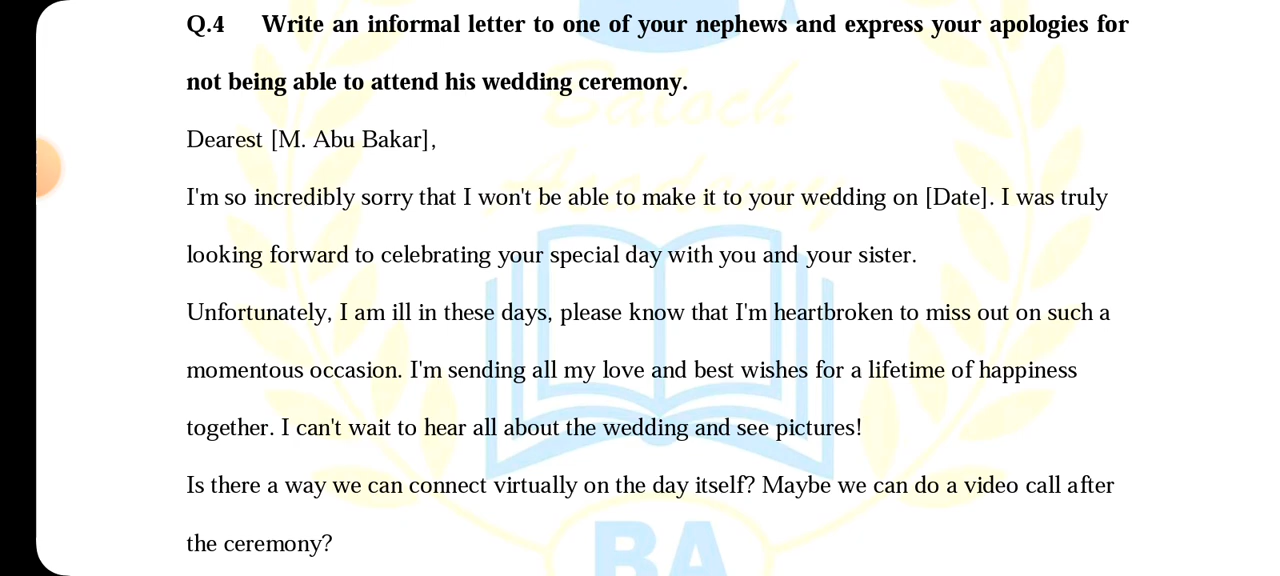 Q.4 Write an informal letter to one of your nephews and express your apologies for
not being able to attend his wedding ceremony.
Dearest [M. Abu Bakar],
I'm so incredibly sorry that I won't be able to make it to your wedding on [Date]. I was truly
looking forward to celebrating your special day with you and your sister.
Unfortunately, I am ill in these days, please know that I'm heartbroken to miss out on such a
momentous occasion. I'm sending all my love and best wishes for a lifetime of happiness
together. I can't wait to hear all about the wedding and see pictures!
Is there a way we can connect virtually on the day itself? Maybe we can do a video call after
the ceremony?
Baloch
Academy
BA